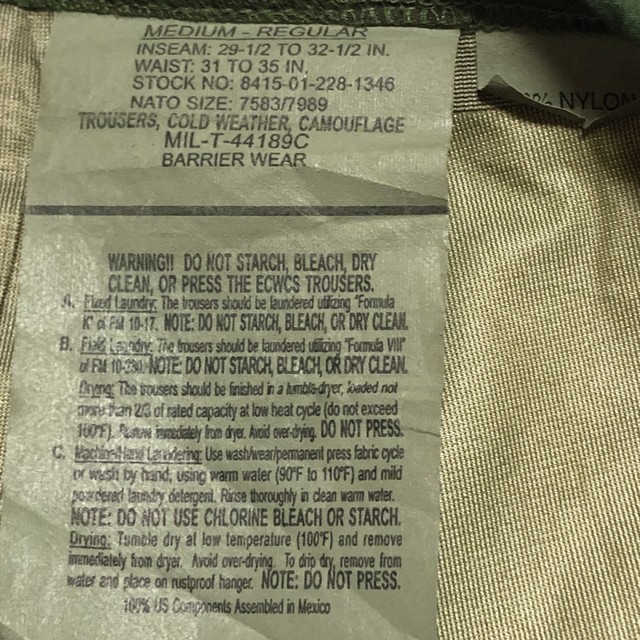 MEDIUM - REGULAR
INSEAM: 29-1/2 TO 32-1/2 IN.
WAIST: 31 TO 35 IN.
STOCK NO: 8415-01-228-1346
NATO SIZE: 7583/7989
TROUSERS, COLD WEATHER, CAMOUFLAGE
MIL-T-44189C
BARRIER WEAR
% NYLON
WARNING!! DO NOT STARCH, BLEACH, DRY
CLEAN, OR PRESS THE ECWCS TROUSERS.
A. Fixed Laundry: The trousers should be laundered utilizing "Formula
K" of FM 10-17. NOTE: DO NOT STARCH, BLEACH, OR DRY CLEAN.
B. Field Laundry: The trousers should be laundered utilizing "Formula VIII"
of FM 10-280. NOTE: DO NOT STARCH, BLEACH, OR DRY CLEAN.
Drying: The trousers should be finished in a tumble-dryer, loaded not
more than 2/3 of rated capacity at low heat cycle (do not exceed
100°F). Remove immediately from dryer. Avoid over-drying. DO NOT PRESS.
C. Machine/Hand Laundering: Use wash/wear/permanent press fabric cycle
or wash by hand, using warm water (90°F to 110°F) and mild
powdered laundry detergent. Rinse thoroughly in clean warm water.
NOTE: DO NOT USE CHLORINE BLEACH OR STARCH.
Drying: Tumble dry at low temperature (100°F) and remove
immediately from dryer. Avoid over-drying. To drip dry, remove from
water and place on rustproof hanger. NOTE: DO NOT PRESS.
100% US Components Assembled in Mexico